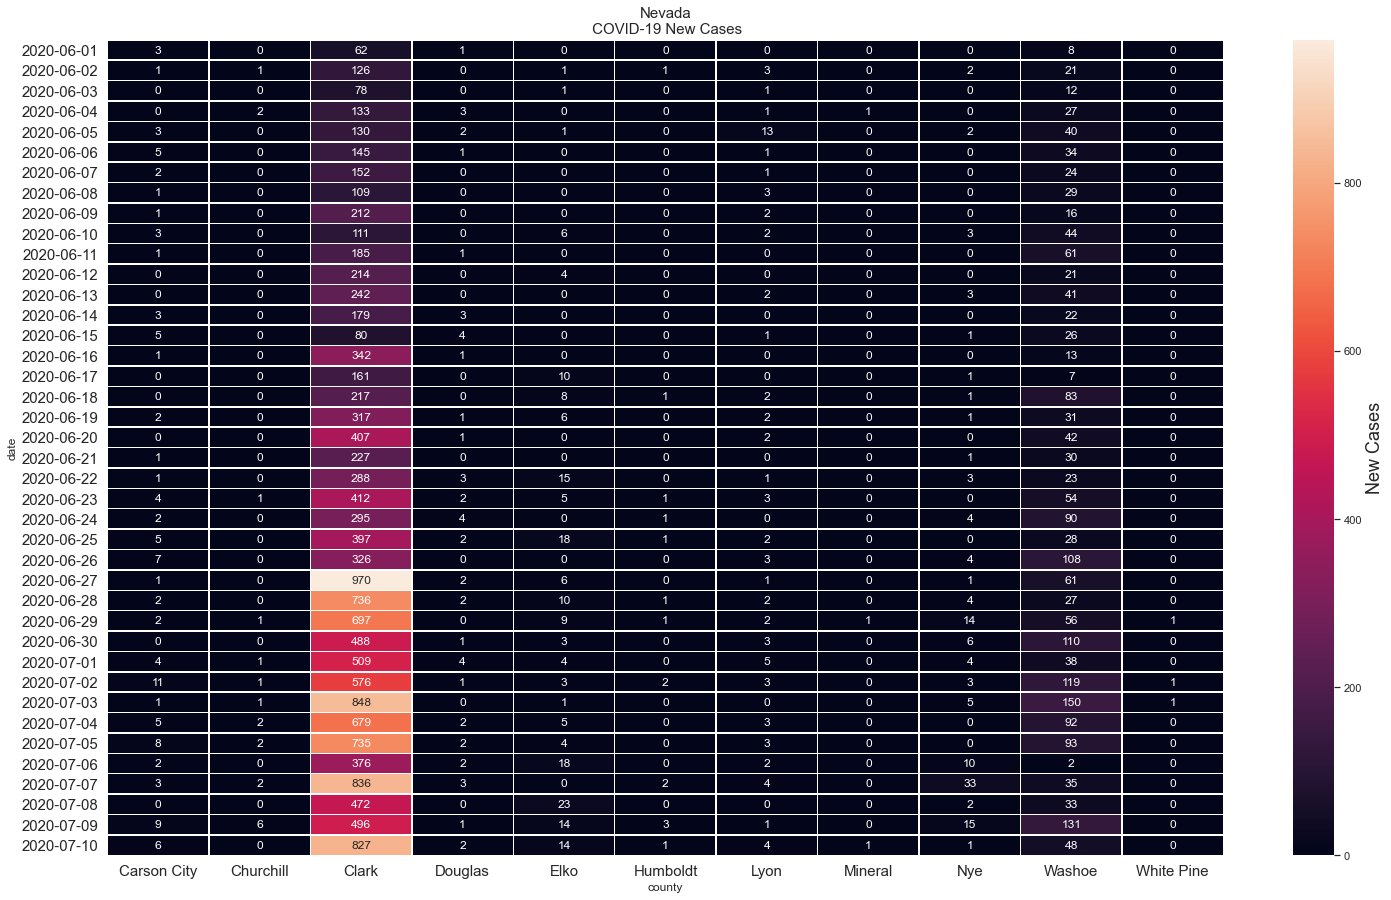 Nevada
COVID-19 New Cases
2020-06-01 3 0 62 1 0 0 0 0 0 8 0
2020-06-02 1 1 126 0 1 1 3 0 2 21 0
2020-06-03 0 0 78 0 1 0 1 0 0 12 0
2020-06-04 0 2 133 3 0 0 1 1 0 27 0
2020-06-05 3 0 130 2 1 0 13 0 2 40 0
2020-06-06 5 0 145 1 0 0 1 0 0 34 0
2020-06-07 2 0 152 0 0 0 1 0 0 24 0
2020-06-08 1 0 109 0 0 0 3 0 0 29 0
2020-06-09 1 0 212 0 0 0 2 0 0 16 0
2020-06-10 3 0 111 0 6 0 2 0 3 44 0
2020-06-11 1 0 185 1 0 0 0 0 0 61 0
2020-06-12 0 0 214 0 4 0 0 0 0 21 0
2020-06-13 0 0 242 0 0 0 2 0 3 41 0
2020-06-14 3 0 179 3 0 0 0 0 0 22 0
2020-06-15 5 0 80 4 0 0 1 0 1 26 0
2020-06-16 1 0 342 1 0 0 0 0 0 13 0
2020-06-17 0 0 161 0 10 0 0 0 1 7 0
2020-06-18 0 0 217 0 8 1 2 0 1 83 0
2020-06-19 2 0 317 1 6 0 2 0 1 31 0
2020-06-20 0 0 407 1 0 0 2 0 0 42 0
2020-06-21 1 0 227 0 0 0 0 0 1 30 0
2020-06-22 1 0 288 3 15 0 1 0 3 23 0
2020-06-23 4 1 412 2 5 1 3 0 0 54 0
2020-06-24 2 0 295 4 0 1 0 0 4 90 0
2020-06-25 5 0 397 2 18 1 2 0 0 28 0
2020-06-26 7 0 326 0 0 0 3 0 4 108 0
2020-06-27 1 0 970 2 6 0 1 0 1 61 0
2020-06-28 2 0 736 2 10 1 2 0 4 27 0
2020-06-29 2 1 697 0 9 1 2 1 14 56 1
2020-06-30 0 0 488 1 3 0 3 0 6 110 0
2020-07-01 4 1 509 4 4 0 5 0 4 38 0
2020-07-02 11 1 576 1 3 2 3 0 3 119 1
2020-07-03 1 1 848 0 1 0 0 0 5 150 1
2020-07-04 5 2 679 2 5 0 3 0 0 92 0
2020-07-05 8 2 735 2 4 0 3 0 0 93 0
2020-07-06 2 0 376 2 18 0 2 0 10 2 0
2020-07-07 3 2 836 3 0 2 4 0 33 35 0
2020-07-08 0 0 472 0 23 0 0 0 2 33 0
2020-07-09 9 6 496 1 14 3 1 0 15 131 0
2020-07-10 6 0 827 2 14 1 4 1 1 48 0
Carson City Churchill Clark Douglas Elko Humboldt Lyon Mineral Nye Washoe White Pine
county
date
800
600
400
200
0
New Cases